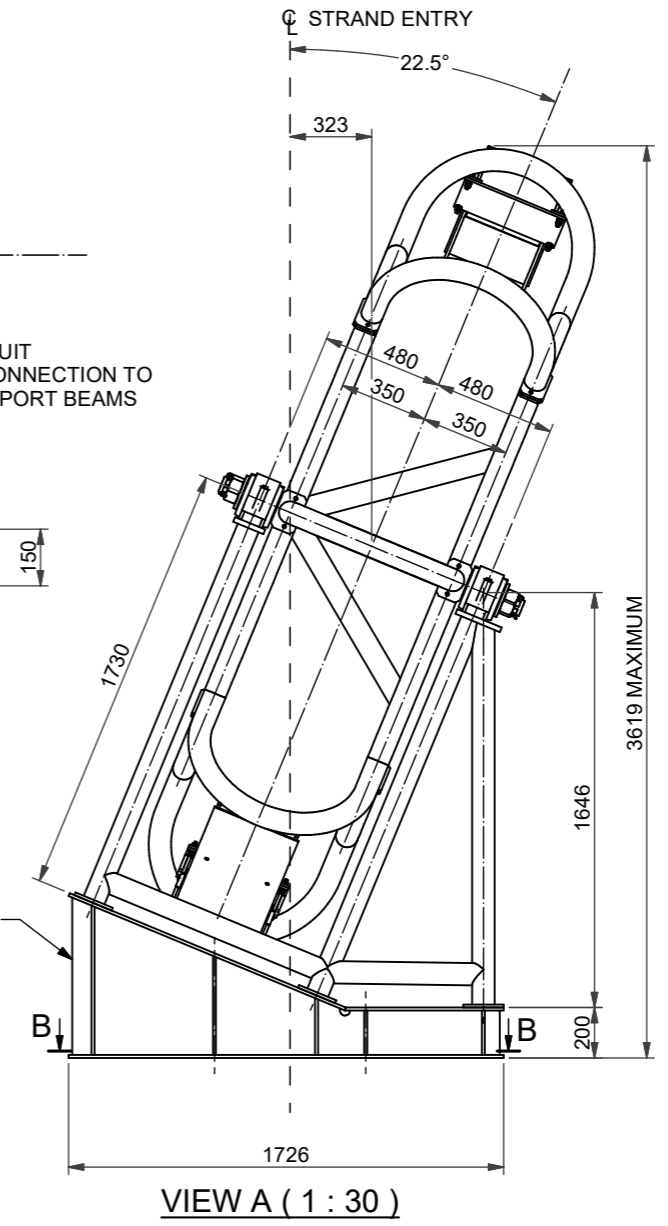 ℄ STRAND ENTRY
22.5°
323
UIT
ONNECTION TO
PORT BEAMS
480
480
350
350
150
1730
3619 MAXIMUM
1646
B
B
200
1726
VIEW A ( 1 : 30 )